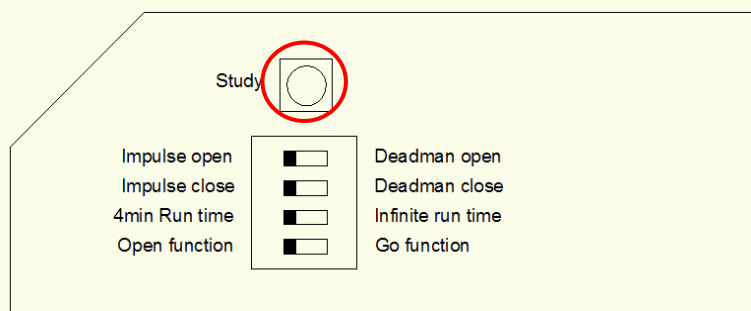 Study
Impulse open Deadman open
Impulse close Deadman close
4min Run time Infinite run time
Open function Go function